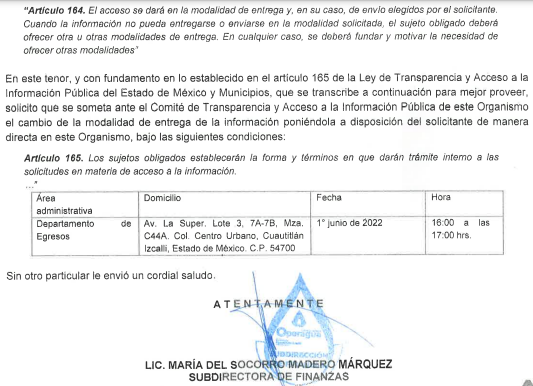 "Artículo 164. El acceso se dará en la modalidad de entrega y, en su caso, de envío elegidos por el solicitante.
Cuando la información no pueda entregarse o enviarse en la modalidad solicitada, el sujeto obligado deberá
ofrecer otra u otras modalidades de entrega. En cualquier caso, se deberá fundar y motivar la necesidad de
ofrecer otras modalidades"
En este tenor, y con fundamento en lo establecido en el artículo 165 de la Ley de Transparencia y Acceso a la
Información Pública del Estado de México y Municipios, que se transcribe a continuación para mejor proveer,
solicito que se someta ante el Comité de Transparencia y Acceso a la Información Pública de este Organismo
el cambio de la modalidad de entrega de la información poniéndola a disposición del solicitante de manera
directa en este Organismo, bajo las siguientes condiciones:
Artículo 165. Los sujetos obligados establecerán la forma y términos en que darán trámite interno a las
solicitudes en materia de acceso a la información.
..."
Área administrativa
Domicilio
Fecha
Hora
Departamento de Egresos
Av. La Super. Lote 3, 7A-7B, Mza.
C44A. Col. Centro Urbano, Cuautitlán
Izcalli, Estado de México. C.P. 54700
1° junio de 2022
16:00 a las
17:00 hrs.
Sin otro particular le envió un cordial saludo.
ATENTAMENTE
Operagua
LIC. MARÍA DEL SOCORRO MADERO MÁRQUEZ
SUBDIRECTORA DE FINANZAS